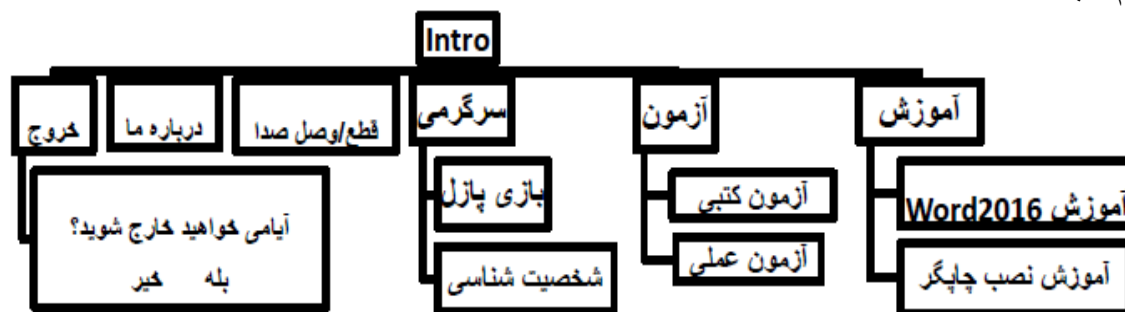 Intro
آموزش
آزمون
سرگرمی
قطع/وصل صدا
درباره ما
خروج
آموزش Word2016
آموزش نصب چاپگر
آزمون کتبی
آزمون عملی
بازی پازل
شخصیت شناسی
آیامی خواهید خارج شوید؟
بله خیر